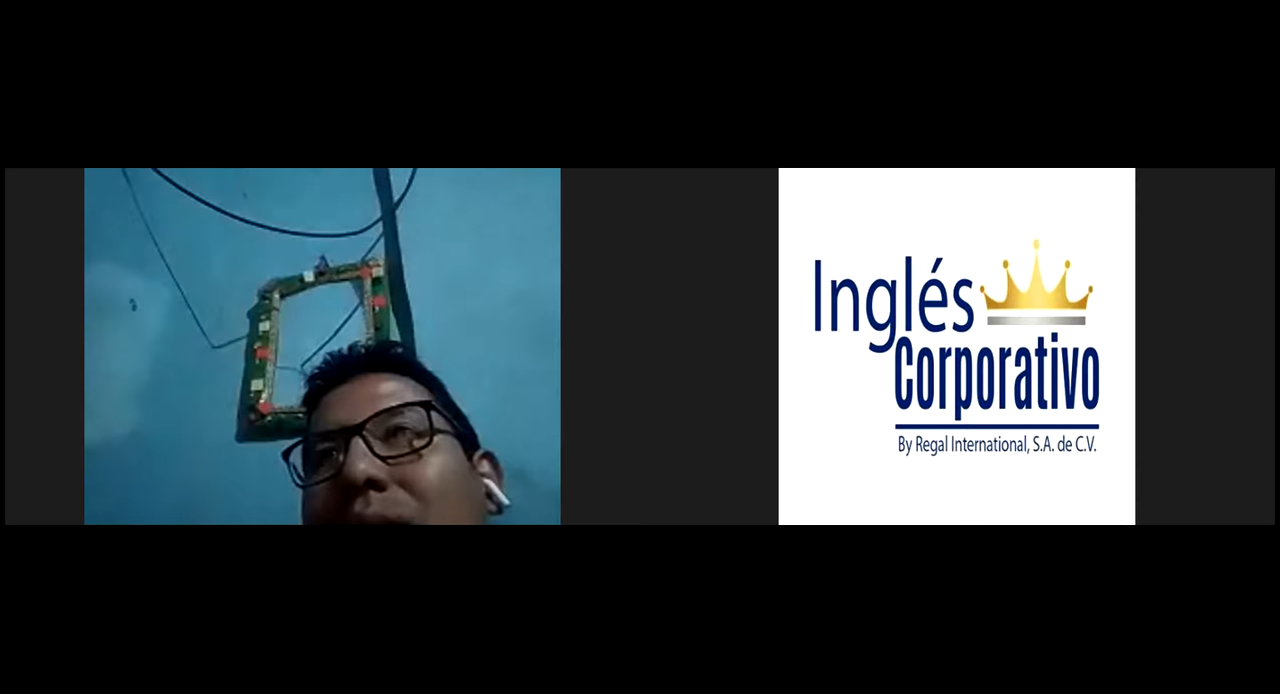 Inglés
Corporativo
By Regal International, S.A. de C.V.